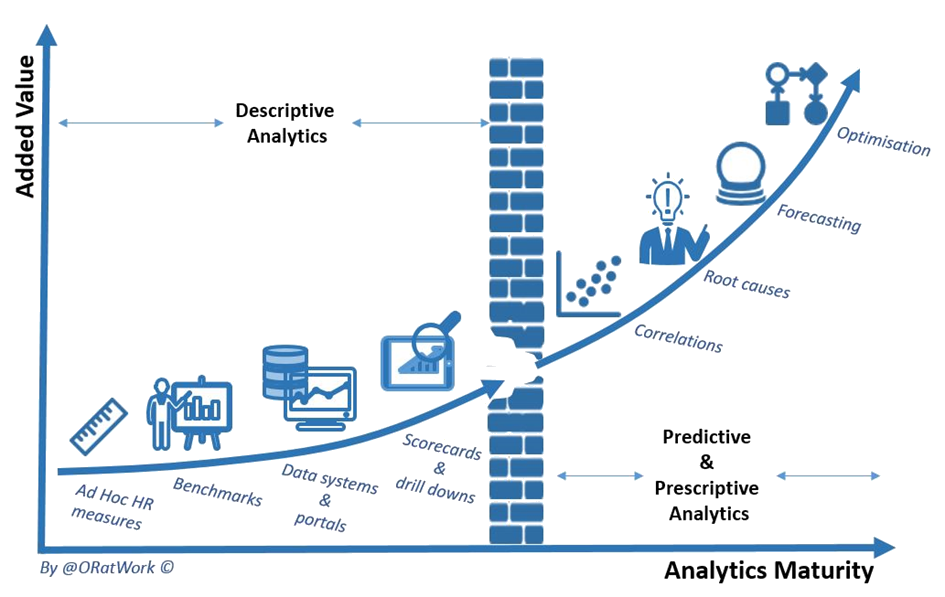 Added Value
Descriptive
Analytics
Optimisation
Forecasting
Root causes
Correlations
Scorecards
&
drill downs
Data systems
&
portals
Benchmarks
Ad Hoc HR
measures
Predictive
&
Prescriptive
Analytics
By @ORatWork ©
Analytics Maturity